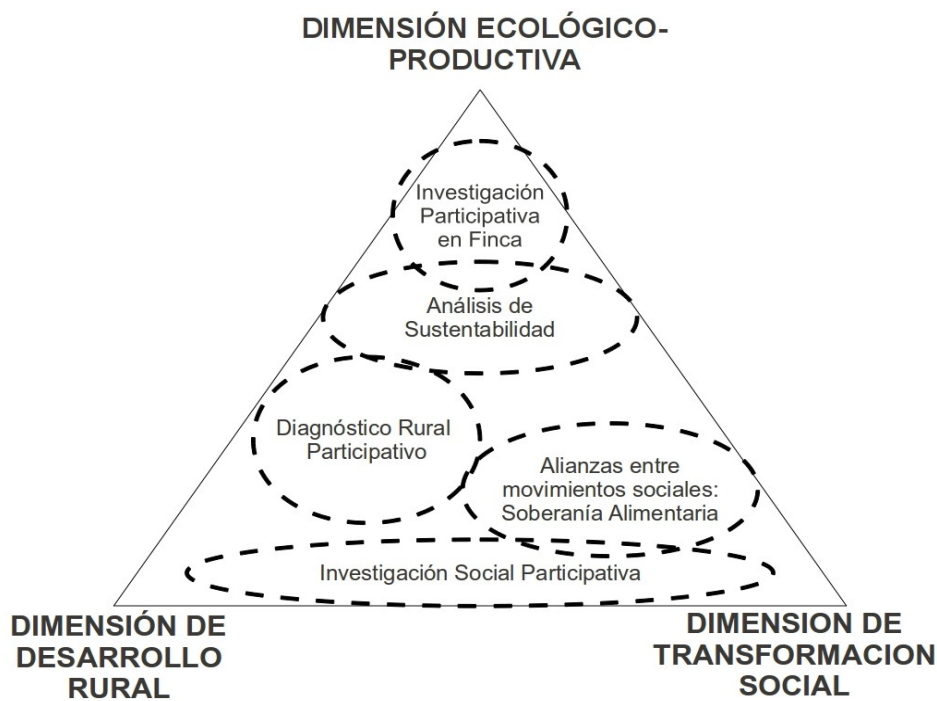 DIMENSIÓN ECOLÓGICO-
PRODUCTIVA
Investigación
Participativa
en Finca
Análisis de
Sustentabilidad
Diagnóstico Rural
Participativo
Alianzas entre
movimientos sociales:
Soberanía Alimentaria
Investigación Social Participativa
DIMENSIÓN DE
DESARROLLO
RURAL
DIMENSION DE
TRANSFORMACION
SOCIAL